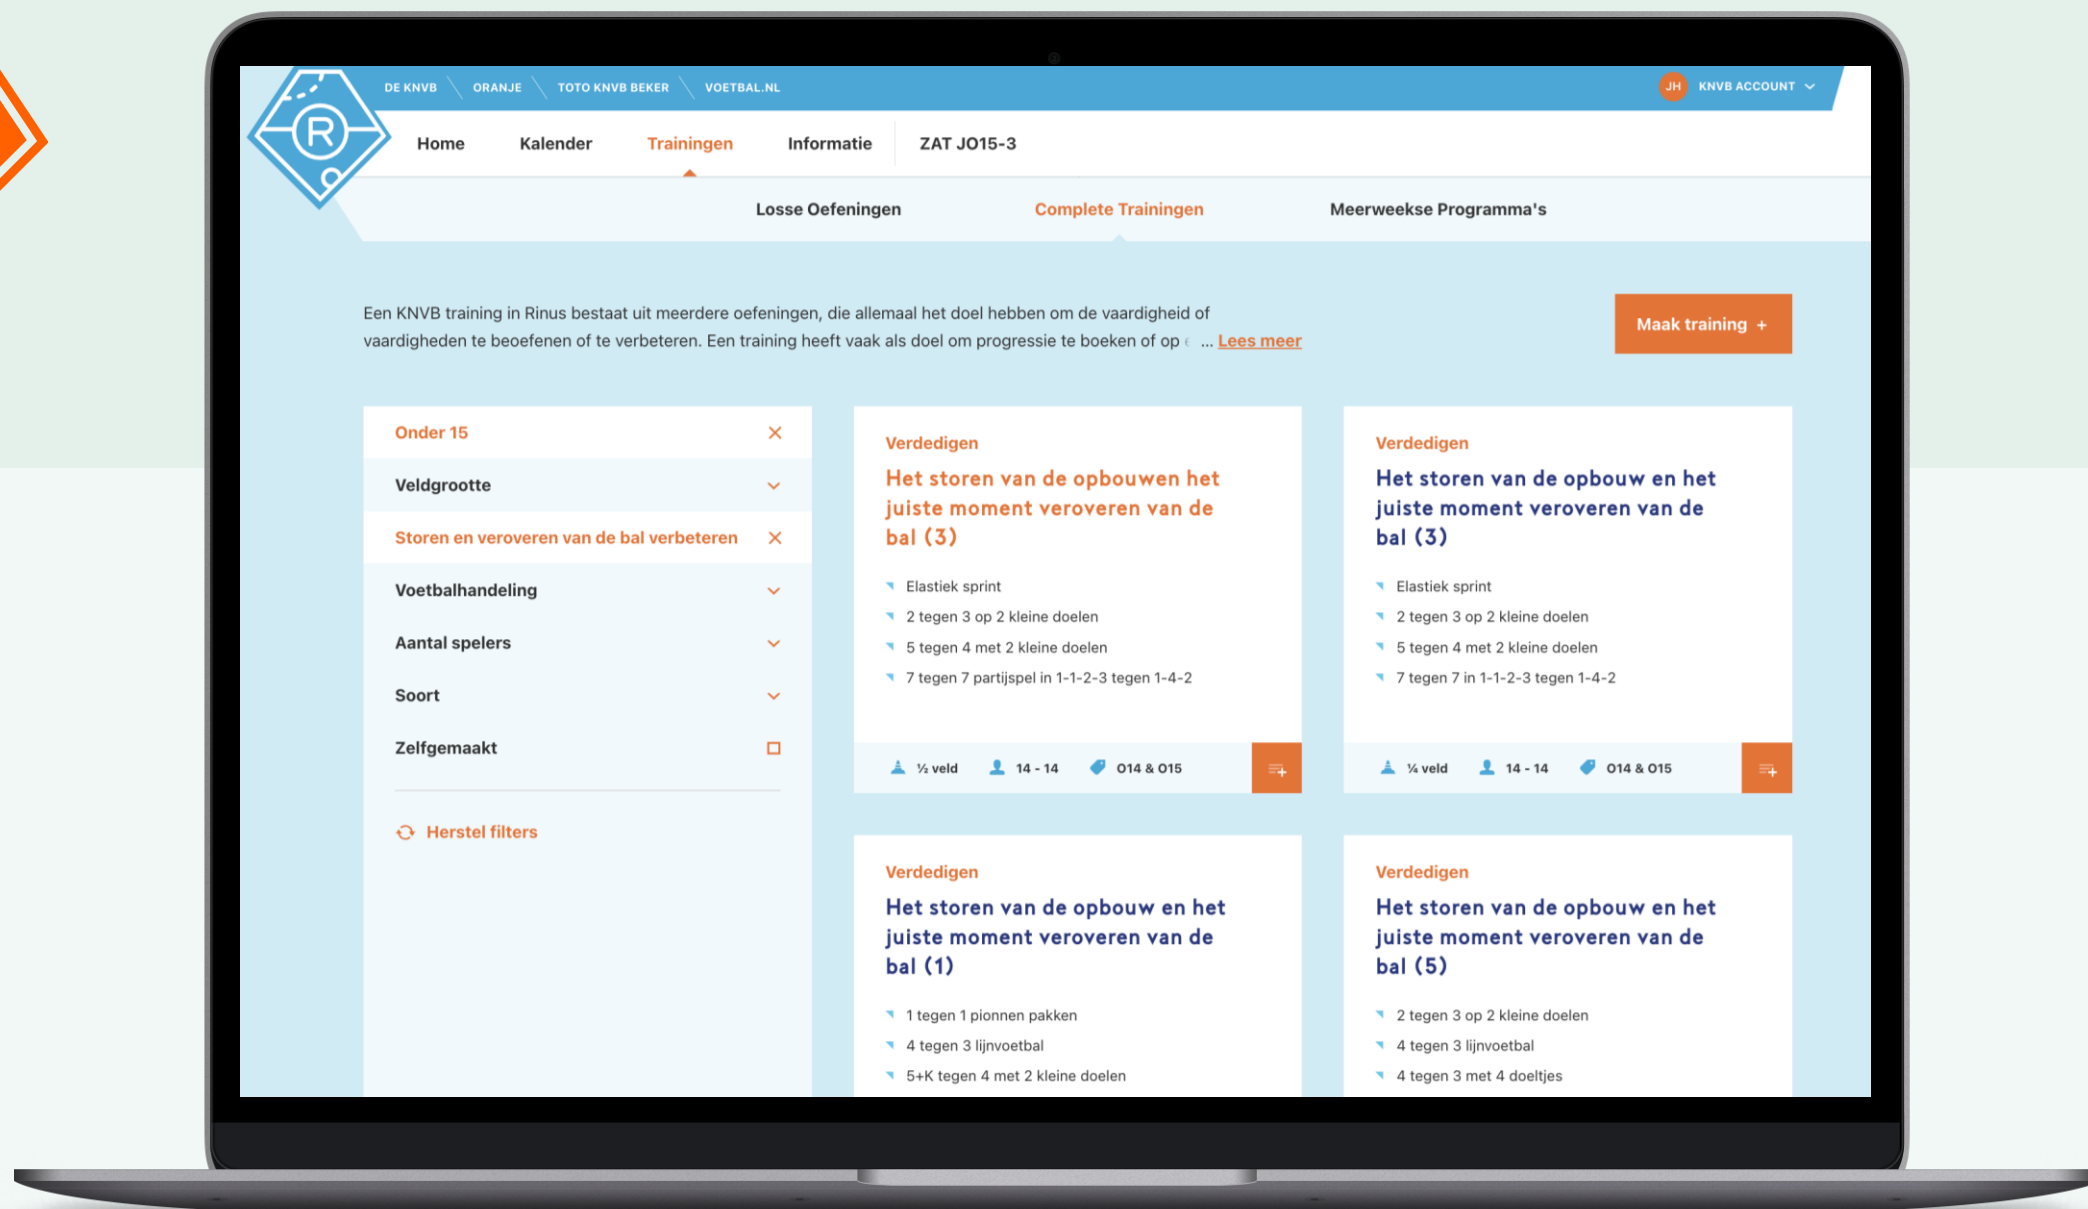 DE KNVB
ORANJE
TOTO KNVB BEKER
VOETBAL.NL
JH
KNVB ACCOUNT
R
Home
Kalender
Trainingen
Informatie
ZAT JO15-3
Losse Oefeningen
Complete Trainingen
Meerweekse Programma's
Een KNVB training in Rinus bestaat uit meerdere oefeningen, die allemaal het doel hebben om de vaardigheid of
vaardigheden te beoefenen of te verbeteren. Een training heeft vaak als doel om progressie te boeken of op ... Lees meer
Maak training +
Onder 15
Veldgrootte
Storen en veroveren van de bal verbeteren
Voetbalhandeling
Aantal spelers
Soort
Zelfgemaakt
Herstel filters
Verdedigen
Het storen van de opbouwen het
juiste moment veroveren van de
bal (3)
Elastiek sprint
2 tegen 3 op 2 kleine doelen
5 tegen 4 met 2 kleine doelen
7 tegen 7 partijspel in 1-1-2-3 tegen 1-4-2
½ veld
14 - 14
O14 & O15
Verdedigen
Het storen van de opbouw en het
juiste moment veroveren van de
bal (3)
Elastiek sprint
2 tegen 3 op 2 kleine doelen
5 tegen 4 met 2 kleine doelen
7 tegen 7 in 1-1-2-3 tegen 1-4-2
¼ veld
14 - 14
O14 & O15
Verdedigen
Het storen van de opbouw en het
juiste moment veroveren van de
bal (1)
1 tegen 1 pionnen pakken
4 tegen 3 lijnvoetbal
5+K tegen 4 met 2 kleine doelen
Verdedigen
Het storen van de opbouw en het
juiste moment veroveren van de
bal (5)
2 tegen 3 op 2 kleine doelen
4 tegen 3 lijnvoetbal
4 tegen 3 met 4 doeltjes